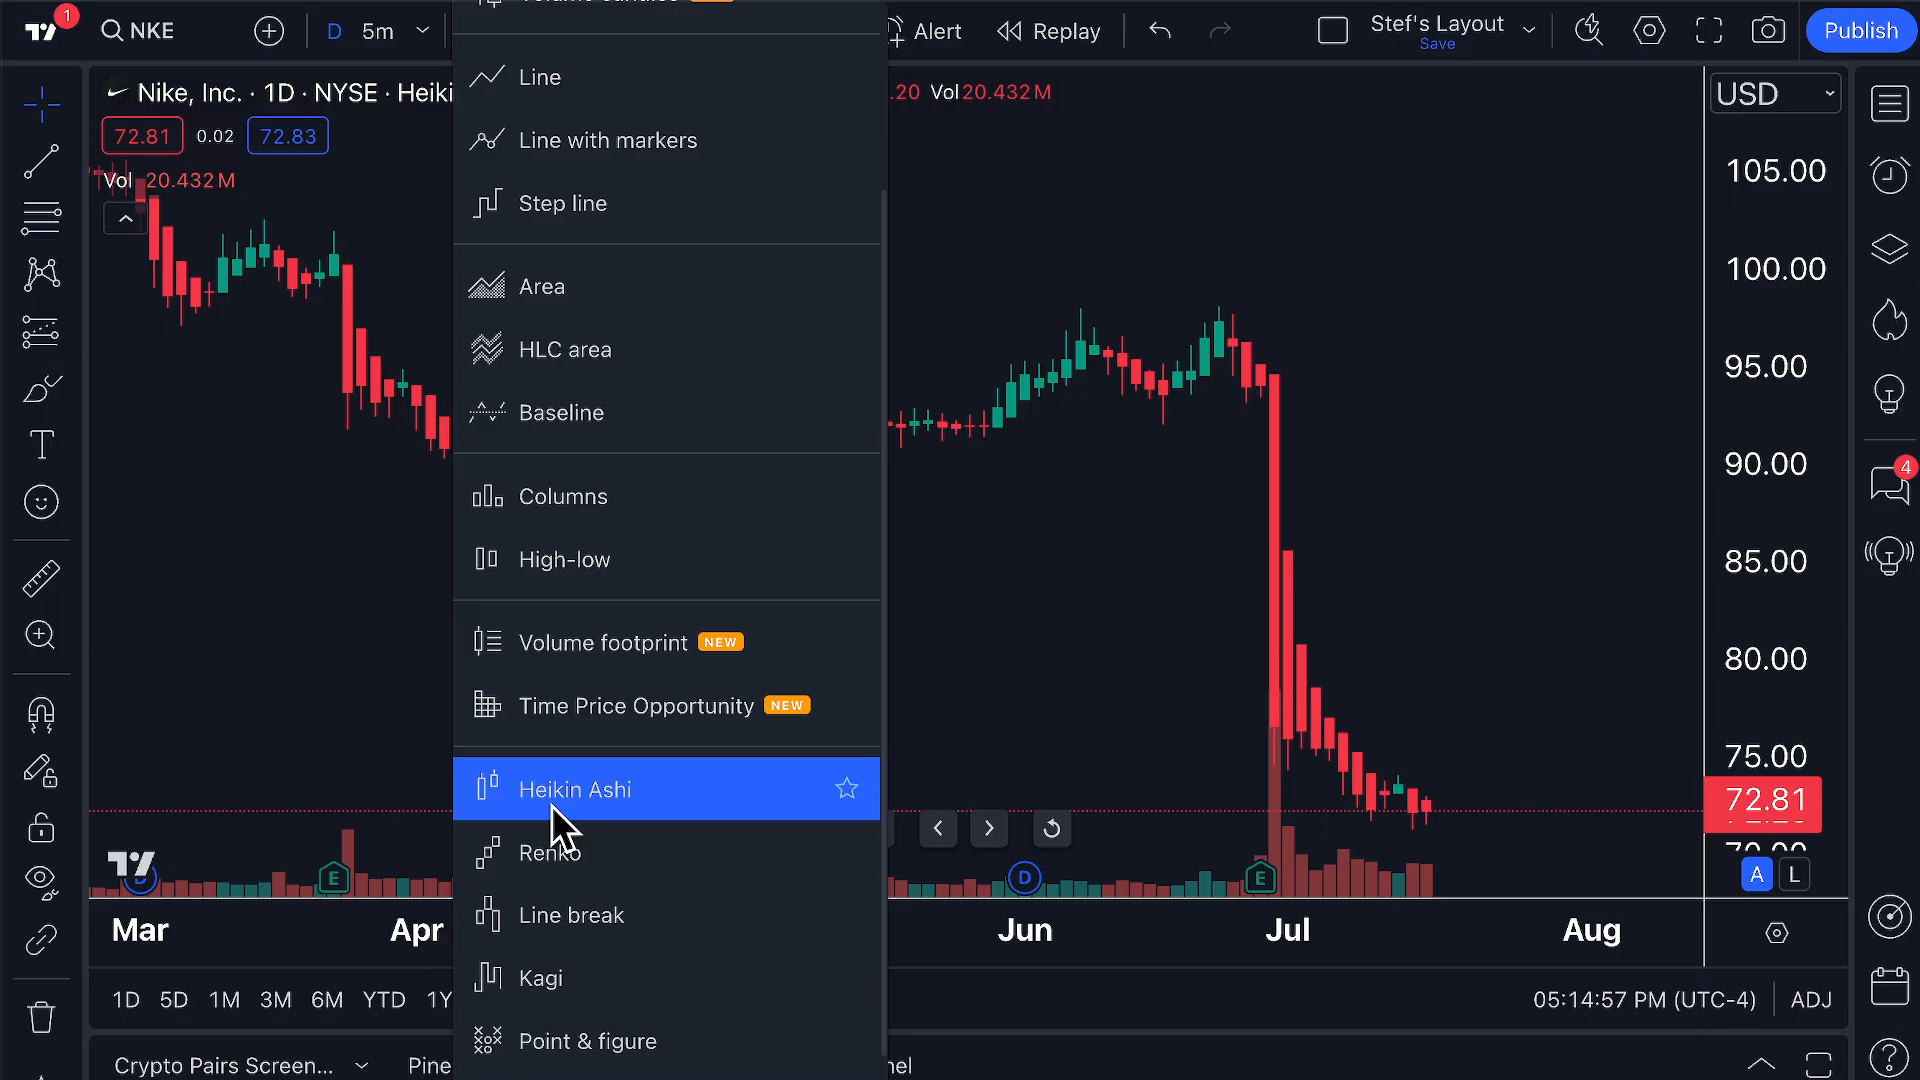 1
NKE
D
5m
Alert
Replay
Stef's Layout
Save
Publish
Nike, Inc. · 1D · NYSE · Heiki
72.81
0.02
72.83
Vol 20.432M
.20 Vol 20.432M
Line
Line with markers
Step line
Area
HLC area
Baseline
Columns
High-low
Volume footprint NEW
Time Price Opportunity NEW
Heikin Ashi
Renko
Line break
Kagi
Point & figure
USD
105.00
100.00
95.00
90.00
85.00
80.00
75.00
72.81
A L
4
D
E
D
E
Mar
Apr
Jun
Jul
Aug
1D 5D 1M 3M 6M YTD 1Y
05:14:57 PM (UTC-4)
ADJ
Crypto Pairs Screen...
Pine
nel